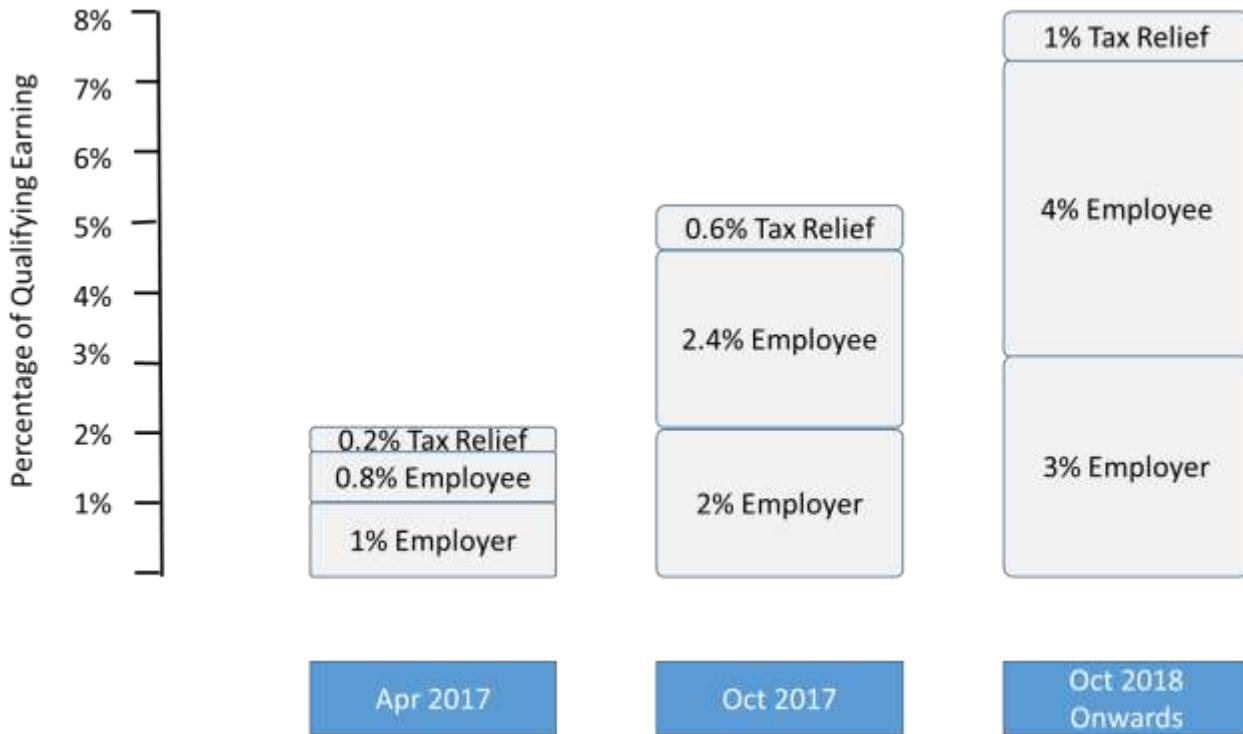 Percentage of Qualifying Earning
8%
7%
6%
5%
4%
3%
2%
1%
0.2% Tax Relief
0.8% Employee
1% Employer
0.6% Tax Relief
2.4% Employee
2% Employer
1% Tax Relief
4% Employee
3% Employer
Apr 2017
Oct 2017
Oct 2018
Onwards